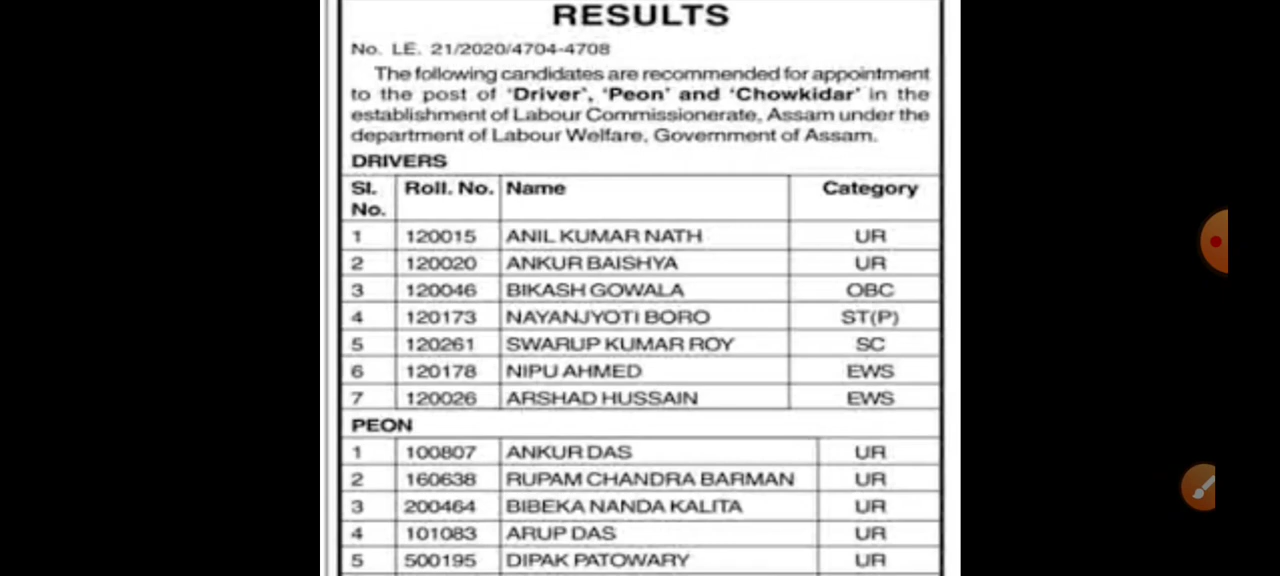 RESULTS
No. LE. 21/2020/4704-4708
The following candidates are recommended for appointment
to the post of 'Driver', 'Peon' and 'Chowkidar' in the
establishment of Labour Commissionerate, Assam under the
department of Labour Welfare, Government of Assam.
DRIVERS
Sl. No. Roll. No. Name Category
1 120015 ANIL KUMAR NATH UR
2 120020 ANKUR BAISHYA UR
3 120046 BIKASH GOWALA OBC
4 120173 NAYANJYOTI BORO ST(P)
5 120261 SWARUP KUMAR ROY SC
6 120178 NIPU AHMED EWS
7 120026 ARSHAD HUSSAIN EWS
PEON
1 100807 ANKUR DAS UR
2 160638 RUPAM CHANDRA BARMAN UR
3 200464 BIBEKA NANDA KALITA UR
4 101083 ARUP DAS UR
5 500195 DIPAK PATOWARY UR